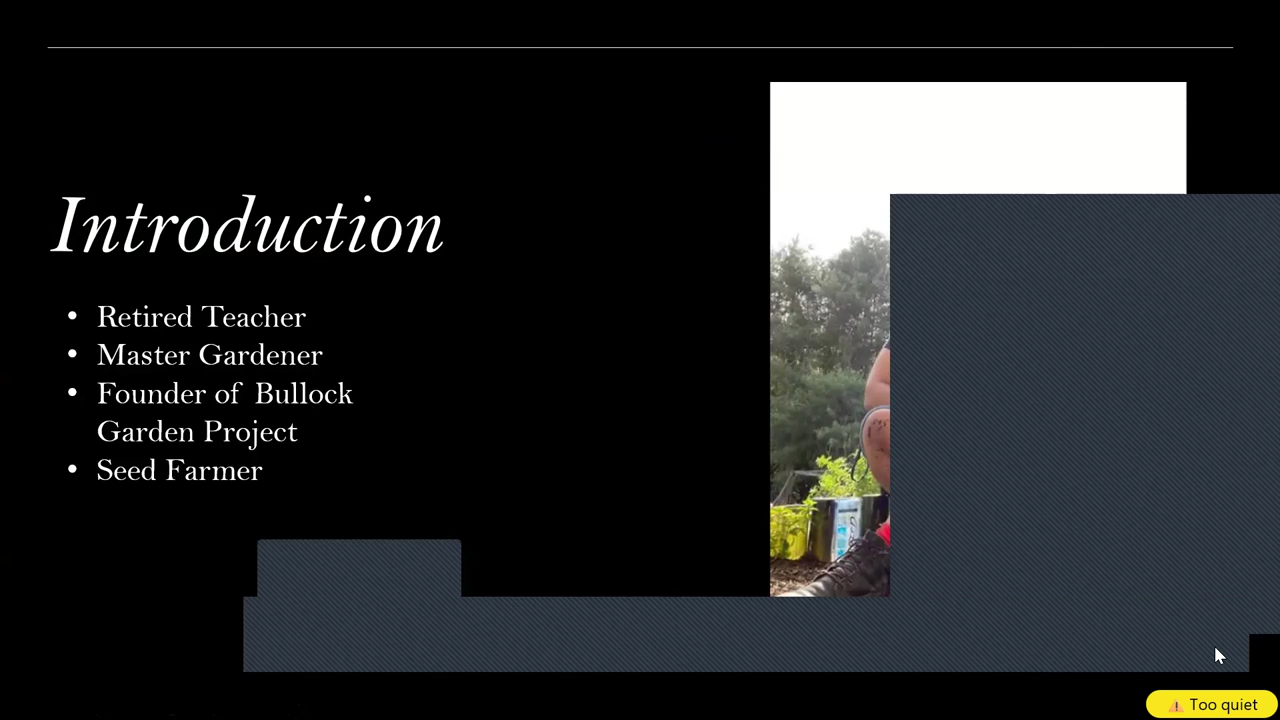 Introduction
• Retired Teacher
• Master Gardener
• Founder of Bullock
Garden Project
• Seed Farmer
⚠ Too quiet